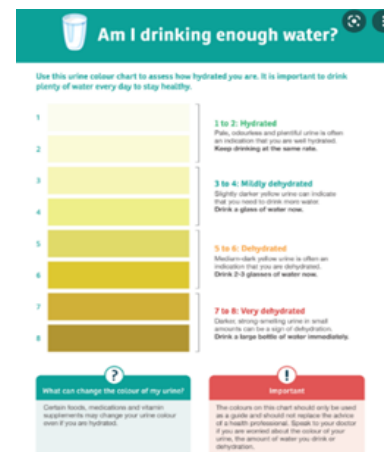 Am I drinking enough water?
Use this urine colour chart to assess how hydrated you are. It is important to drink
plenty of water every day to stay healthy.
1
2
1 to 2: Hydrated
Pale, odourless and plentiful urine is often
an indication that you are well hydrated.
Keep drinking at the same rate.
3
4
3 to 4: Mildly dehydrated
Slightly darker yellow urine can indicate
that you need to drink more water.
Drink a glass of water now.
5
6
5 to 6: Dehydrated
Medium-dark yellow urine is often an
indication that you are dehydrated.
Drink 2-3 glasses of water now.
7
8
7 to 8: Very dehydrated
Darker, strong-smelling urine in small
amounts can be a sign of dehydration.
Drink a large bottle of water immediately.
?
What can change the colour of my urine?
Certain foods, medications and vitamin
supplements may change your urine colour
even if you are hydrated.
!
Important
The colours on this chart should only be used
as a guide and should not replace the advice
of a health professional. Speak to your doctor
if you are worried about the colour of your
urine, the amount of water you drink or
dehydration.